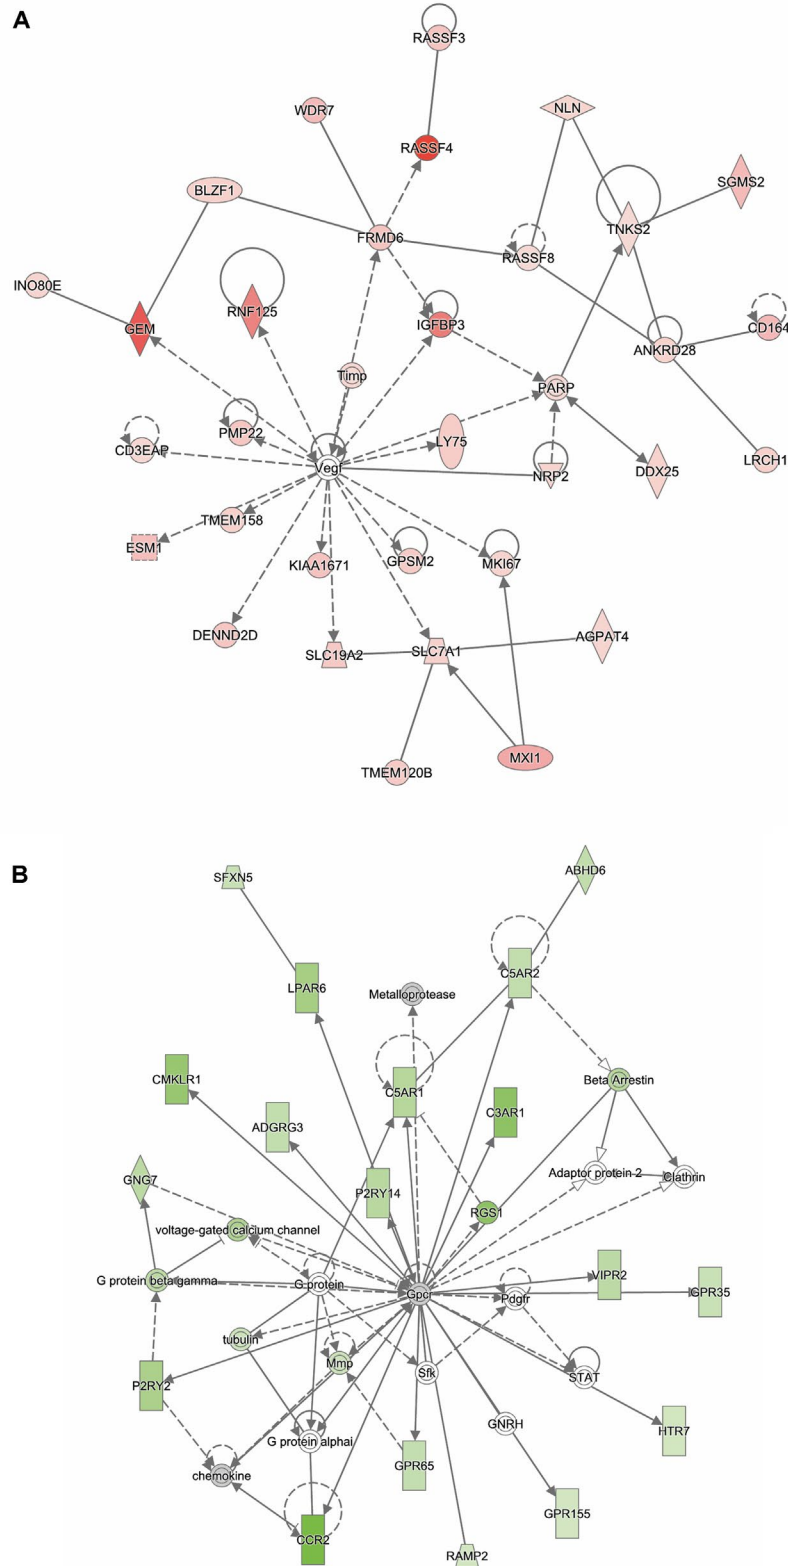 A
RASSF3
WDR7
NLN
RASSF4
SGMS2
BLZF1
FRMD6
TNKS2
RASSF8
INO80E
RNF125
GEM
IGFBP3
CD164
ANKRD28
Timp
PARP
PMP22
LY75
CD3EAP
Vegf
NRP2
DDX25
LRCH1
TMEM158
ESM1
KIAA1671
GPSM2
MKI67
DENND2D
SLC19A2
SLC7A1
AGPAT4
TMEM120B
MXI1
B
SFXN5
ABHD6
LPAR6
Metalloprotease
C5AR2
CMKLR1
C5AR1
Beta Arrestin
ADGRG3
C3AR1
GNG7
P2RY14
Adaptor protein-2
Clathrin
RGS1
voltage-gated calcium channel
G protein beta gamma
G protein
Gpcr
Pdgfr
VIPR2
GPR35
tubulin
Mmp
Sfk
STAT
P2RY2
GNRH
HTR7
G protein alphai
chemokine
GPR65
GPR155
CCR2
RAMP2